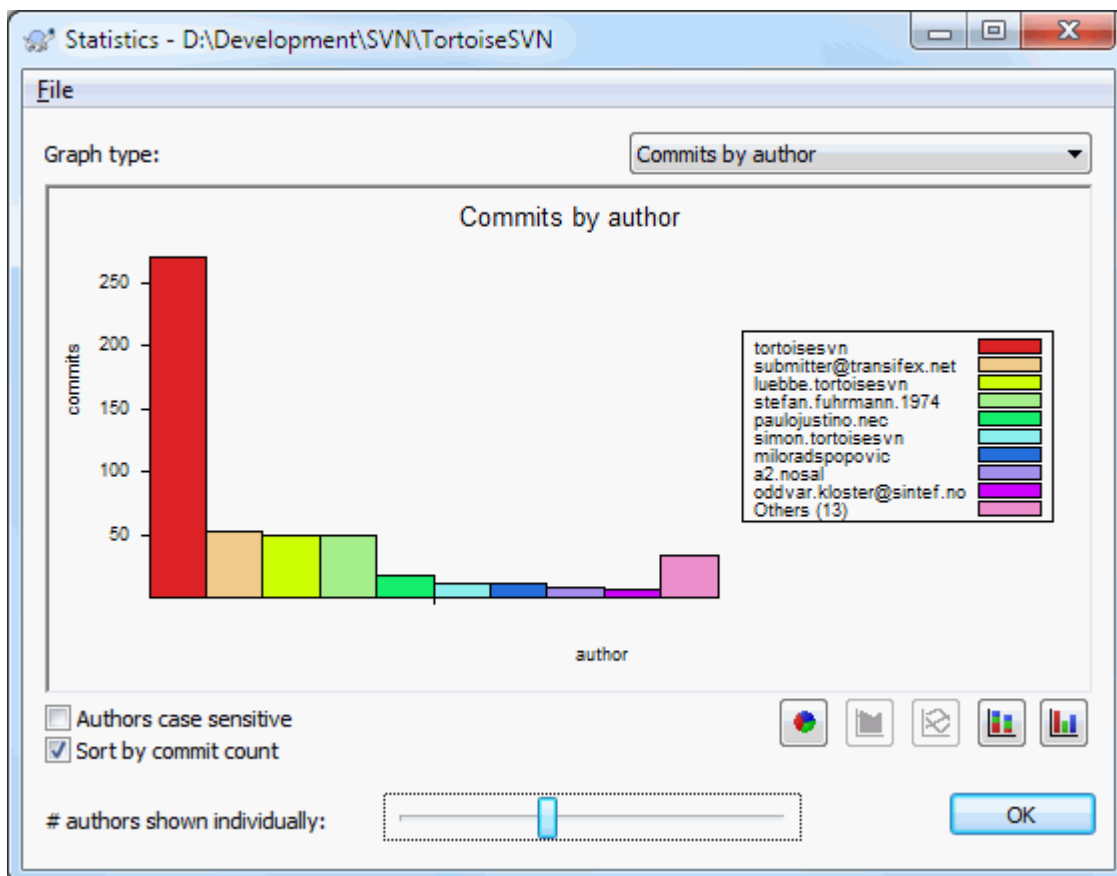 Statistics - D:\Development\SVN\TortoiseSVN
File
Graph type:
Commits by author
Commits by author
250
200
150
100
50
commits
author
tortoisesvn
submitter@transifex.net
luebbe.tortoisesvn
stefan.fuhrmann.1974
paulojustino.nec
simon.tortoisesvn
miloradspopovic
a2.nosal
oddvar.kloster@sintef.no
Others (13)
Authors case sensitive
Sort by commit count
# authors shown individually:
OK